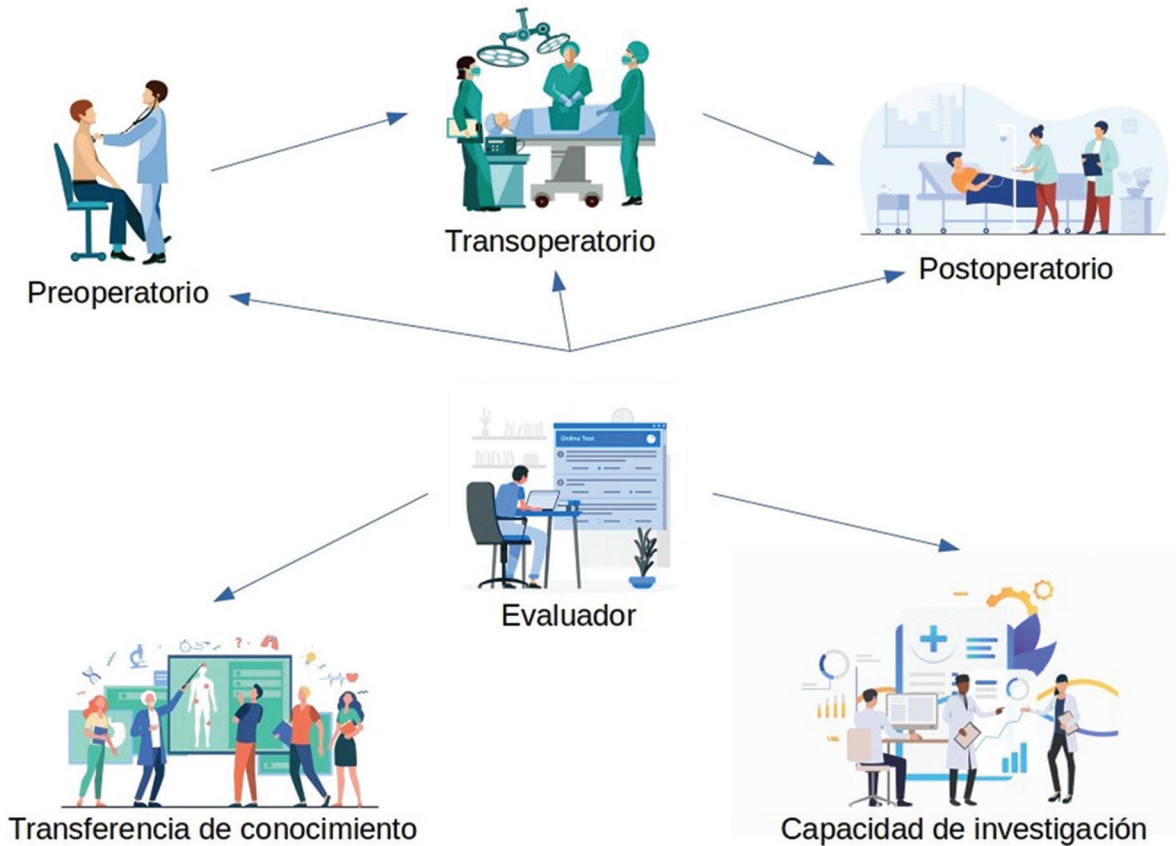 Transoperatorio
Postoperatorio
Preoperatorio
Online Test
Evaluador
Transferencia de conocimiento
Capacidad de investigación